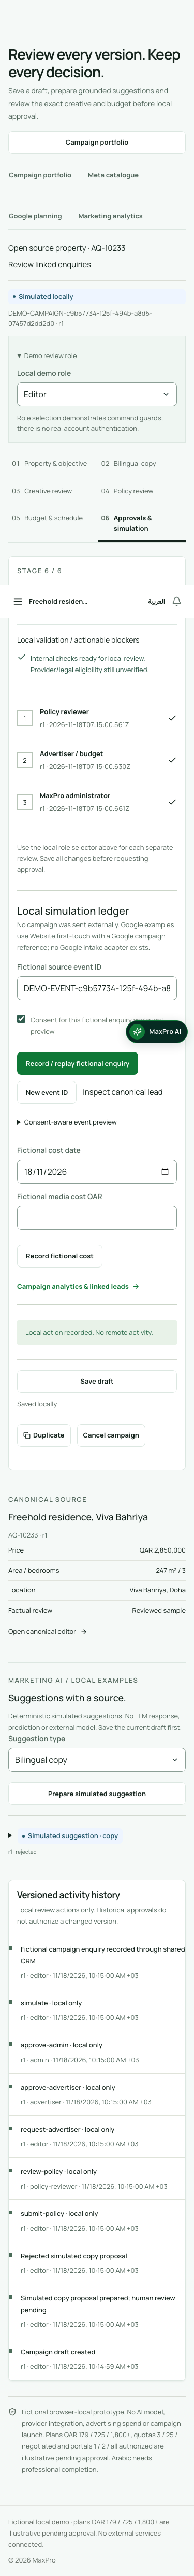 Review every version. Keep
every decision.
Save a draft, prepare grounded suggestions and
review the exact creative and budget before local
approval.
Campaign portfolio
Campaign portfolio
Meta catalogue
Google planning
Marketing analytics
Open source property · AQ-10233
Review linked enquiries
Simulated locally
DEMO-CAMPAIGN-c9b57734-125f-494b-a8d5-
07457d2dd2d0 · r1
▼ Demo review role
Local demo role
Editor
Role selection demonstrates command guards;
there is no real account authentication.
01 Property & objective
02 Bilingual copy
03 Creative review
04 Policy review
05 Budget & schedule
06 Approvals &
simulation
STAGE 6 / 6
Freehold residen...
العربية
Local validation / actionable blockers
Internal checks ready for local review.
Provider/legal eligibility still unverified.
1
Policy reviewer
r1 · 2026-11-18T07:15:00.561Z
2
Advertiser / budget
r1 · 2026-11-18T07:15:00.630Z
3
MaxPro administrator
r1 · 2026-11-18T07:15:00.661Z
Use the local role selector above for each separate
review. Save all changes before requesting
approval.
Local simulation ledger
No campaign was sent externally. Google examples
use Website first-touch with a Google campaign
reference; no Google intake adapter exists.
Fictional source event ID
DEMO-EVENT-c9b57734-125f-494b-a8
Consent for this fictional enquiry and event
preview
MaxPro AI
Record / replay fictional enquiry
New event ID
Inspect canonical lead
Consent-aware event preview
Fictional cost date
18/11/2026
Fictional media cost QAR
Record fictional cost
Campaign analytics & linked leads →
Local action recorded. No remote activity.
Save draft
Saved locally
Duplicate
Cancel campaign
CANONICAL SOURCE
Freehold residence, Viva Bahriya
AQ-10233 · r1
Price
QAR 2,850,000
Area / bedrooms
247 m² / 3
Location
Viva Bahriya, Doha
Factual review
Reviewed sample
Open canonical editor →
MARKETING AI / LOCAL EXAMPLES
Suggestions with a source.
Deterministic simulated suggestions. No LLM response,
prediction or external model. Save the current draft first.
Suggestion type
Bilingual copy
Prepare simulated suggestion
Simulated suggestion · copy
r1 · rejected
Versioned activity history
Local review actions only. Historical approvals do
not authorize a changed version.
Fictional campaign enquiry recorded through shared
CRM
r1 · editor · 11/18/2026, 10:15:00 AM +03
simulate · local only
r1 · editor · 11/18/2026, 10:15:00 AM +03
approve-admin · local only
r1 · admin · 11/18/2026, 10:15:00 AM +03
approve-advertiser · local only
r1 · advertiser · 11/18/2026, 10:15:00 AM +03
request-advertiser · local only
r1 · editor · 11/18/2026, 10:15:00 AM +03
review-policy · local only
r1 · policy-reviewer · 11/18/2026, 10:15:00 AM +03
submit-policy · local only
r1 · editor · 11/18/2026, 10:15:00 AM +03
Rejected simulated copy proposal
r1 · editor · 11/18/2026, 10:15:00 AM +03
Simulated copy proposal prepared; human review
pending
r1 · editor · 11/18/2026, 10:15:00 AM +03
Campaign draft created
r1 · editor · 11/18/2026, 10:14:59 AM +03
Fictional browser-local prototype. No AI model,
provider integration, advertising spend or campaign
launch. Plans QAR 179 / 725 / 1,800+, quotas 3 / 25 /
negotiated and portals 1 / 2 / all authorized are
illustrative pending approval. Arabic needs
professional completion.
Fictional local demo · plans QAR 179 / 725 / 1,800+ are
illustrative pending approval. No external services
connected.
© 2026 MaxPro